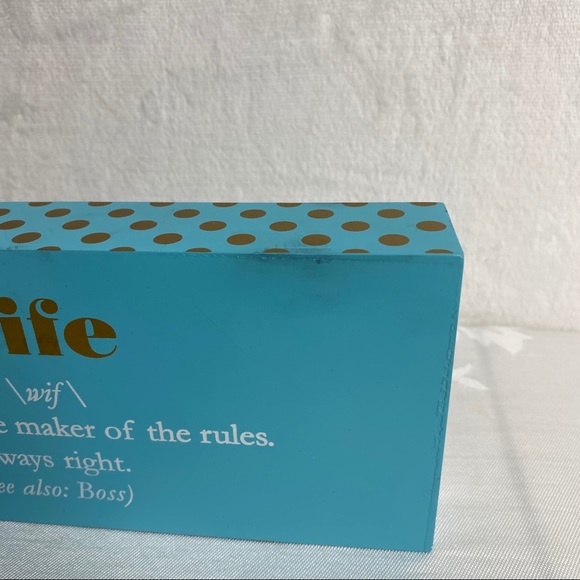 ife
\wif\
e maker of the rules.
ways right.
ee also: Boss)